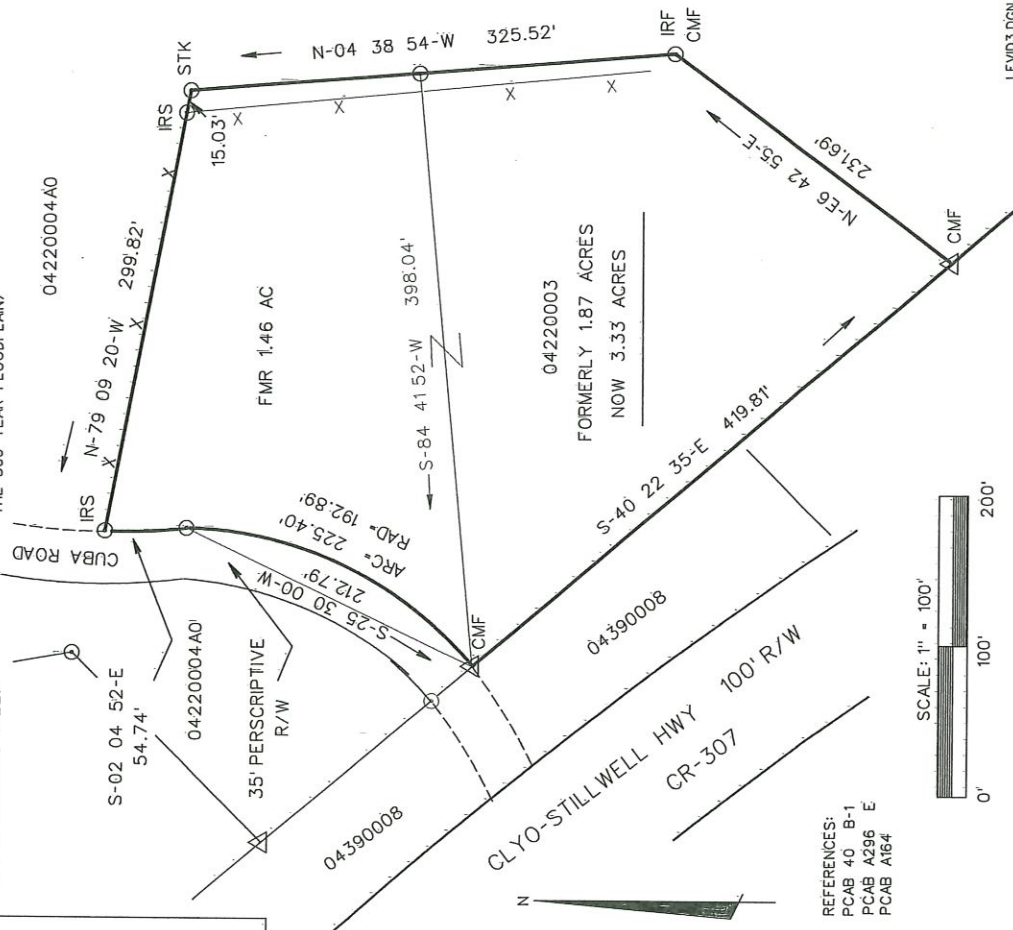 04220004A0
IRS
STK
N-04 38 54-W 325.52'
IRF
CMF
15.03'
N-79 09 20-W 299.82'
IRS
CUBA ROAD
FMR 1.46 AC
S-84 41 52-W 398.04'
04220003
FORMERLY 1.87 ACRES
NOW 3.33 ACRES
N-E6 42 55-E
231.69'
CMF
S-40 22 35-E 419.81'
ARC= 225.40'
RAD= 192.89'
212.79'
S-25 30 00-W
CMF
S-02 04 52-E
54.74'
04220004A0
35' PERSCRIPTIVE
R/W
04390008
04390008
CLYO-STILLWELL HWY 100' R/W
CR-307
N
SCALE: 1" = 100'
0' 100' 200'
REFERENCES:
PCAB 40 B-1
PCAB A296 E
PCAB A164